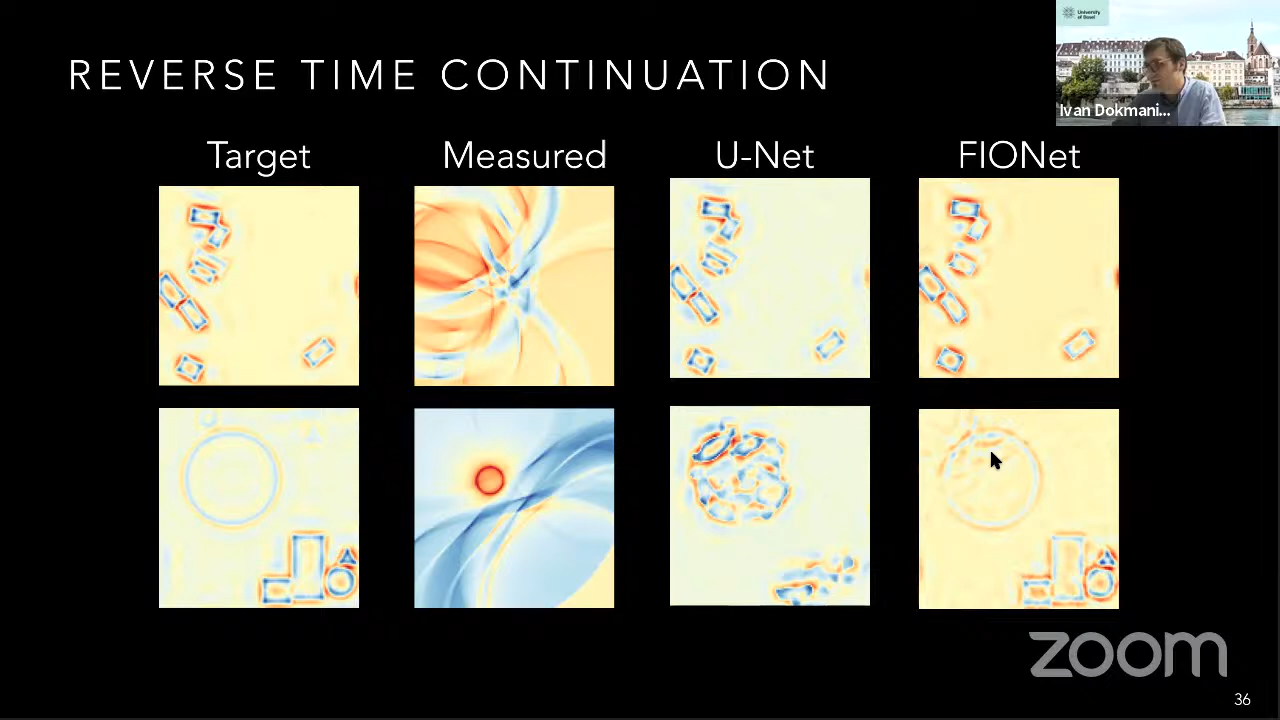 University
of Basel
REVERSE TIME CONTINUATION
Ivan Dokmani...
Target
Measured
U-Net
FIONet
zoom
36